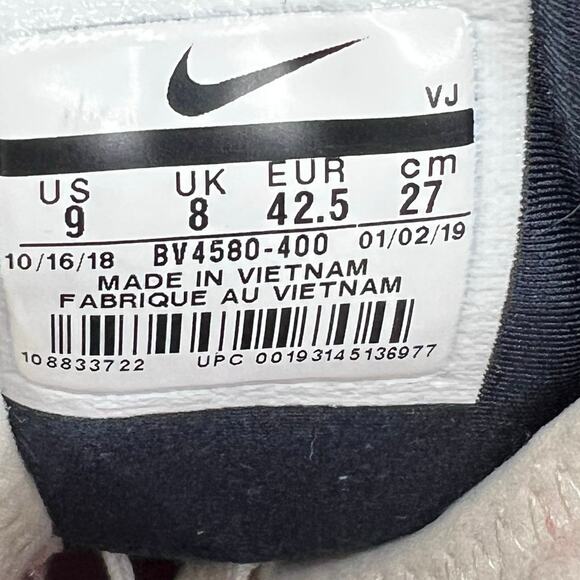 VJ
US UK EUR cm
9 8 42.5 27
10/16/18 BV4580-400 01/02/19
MADE IN VIETNAM
FABRIQUE AU VIETNAM
108833722 UPC 00193145136977